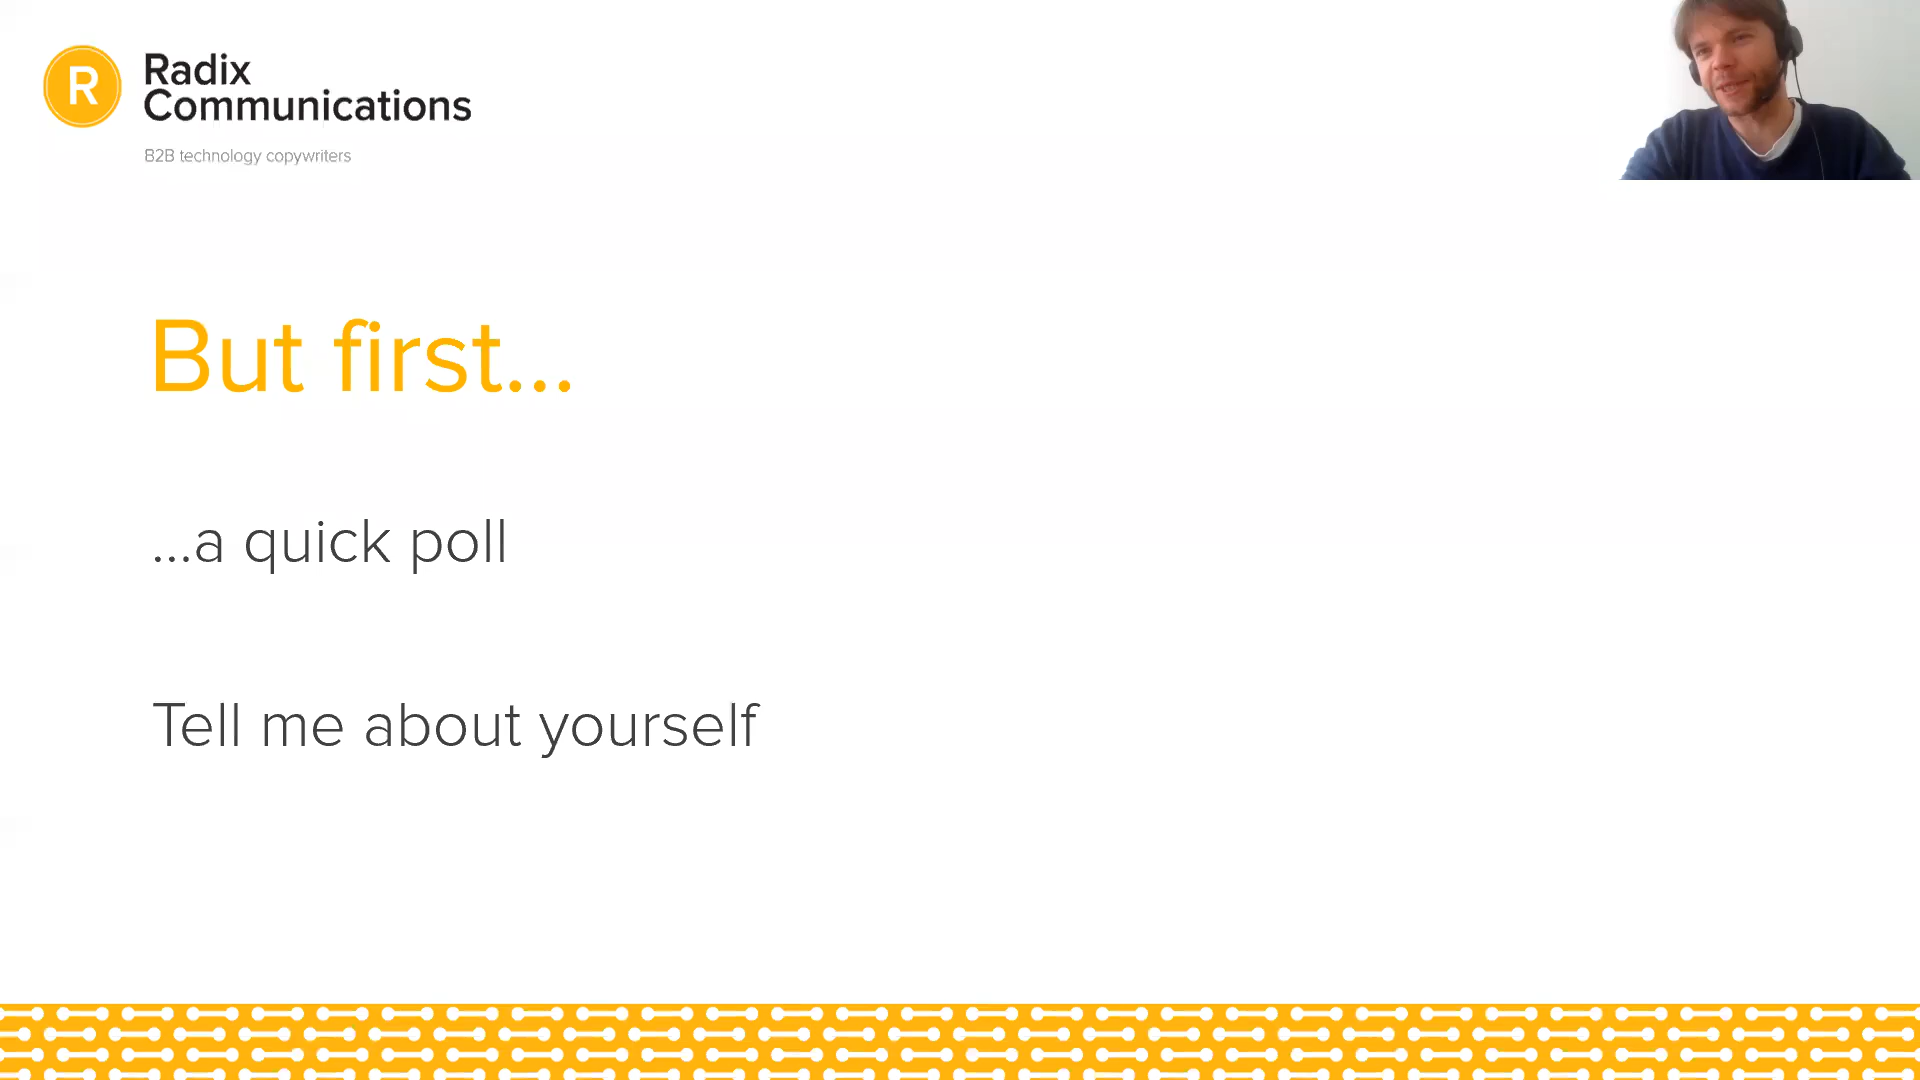 R
Radix
Communications
B2B technology copywriters
But first...
...a quick poll
Tell me about yourself